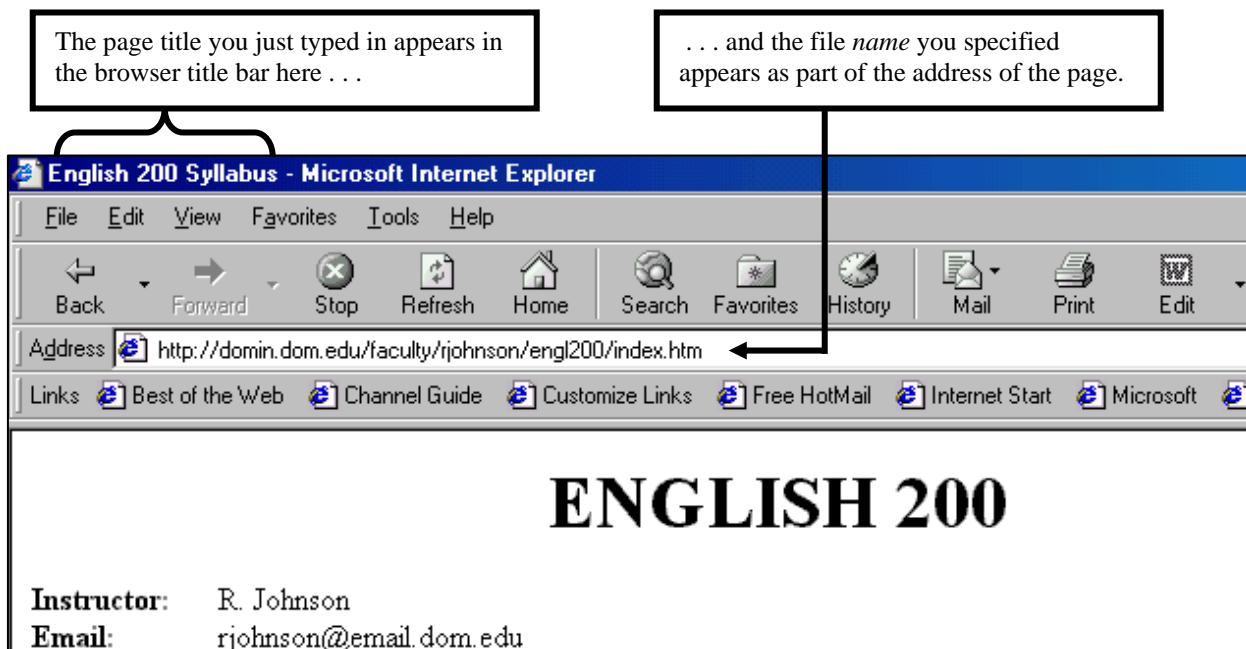 The page title you just typed in appears in
the browser title bar here . . .
. . . and the file name you specified
appears as part of the address of the page.
English 200 Syllabus - Microsoft Internet Explorer
File Edit View Favorites Tools Help
Back Forward Stop Refresh Home Search Favorites History Mail Print Edit
Address http://domin.dom.edu/faculty/rjohnson/engl200/index.htm
Links Best of the Web Channel Guide Customize Links Free HotMail Internet Start Microsoft
ENGLISH 200
Instructor: R. Johnson
Email: rjohnson@email.dom.edu